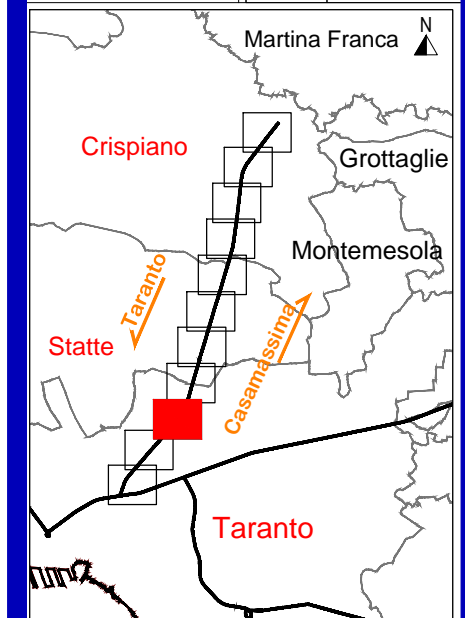 Martina Franca
N
Crispiano
Grottaglie
Montemesola
Taranto
Casamassima
Statte
Taranto